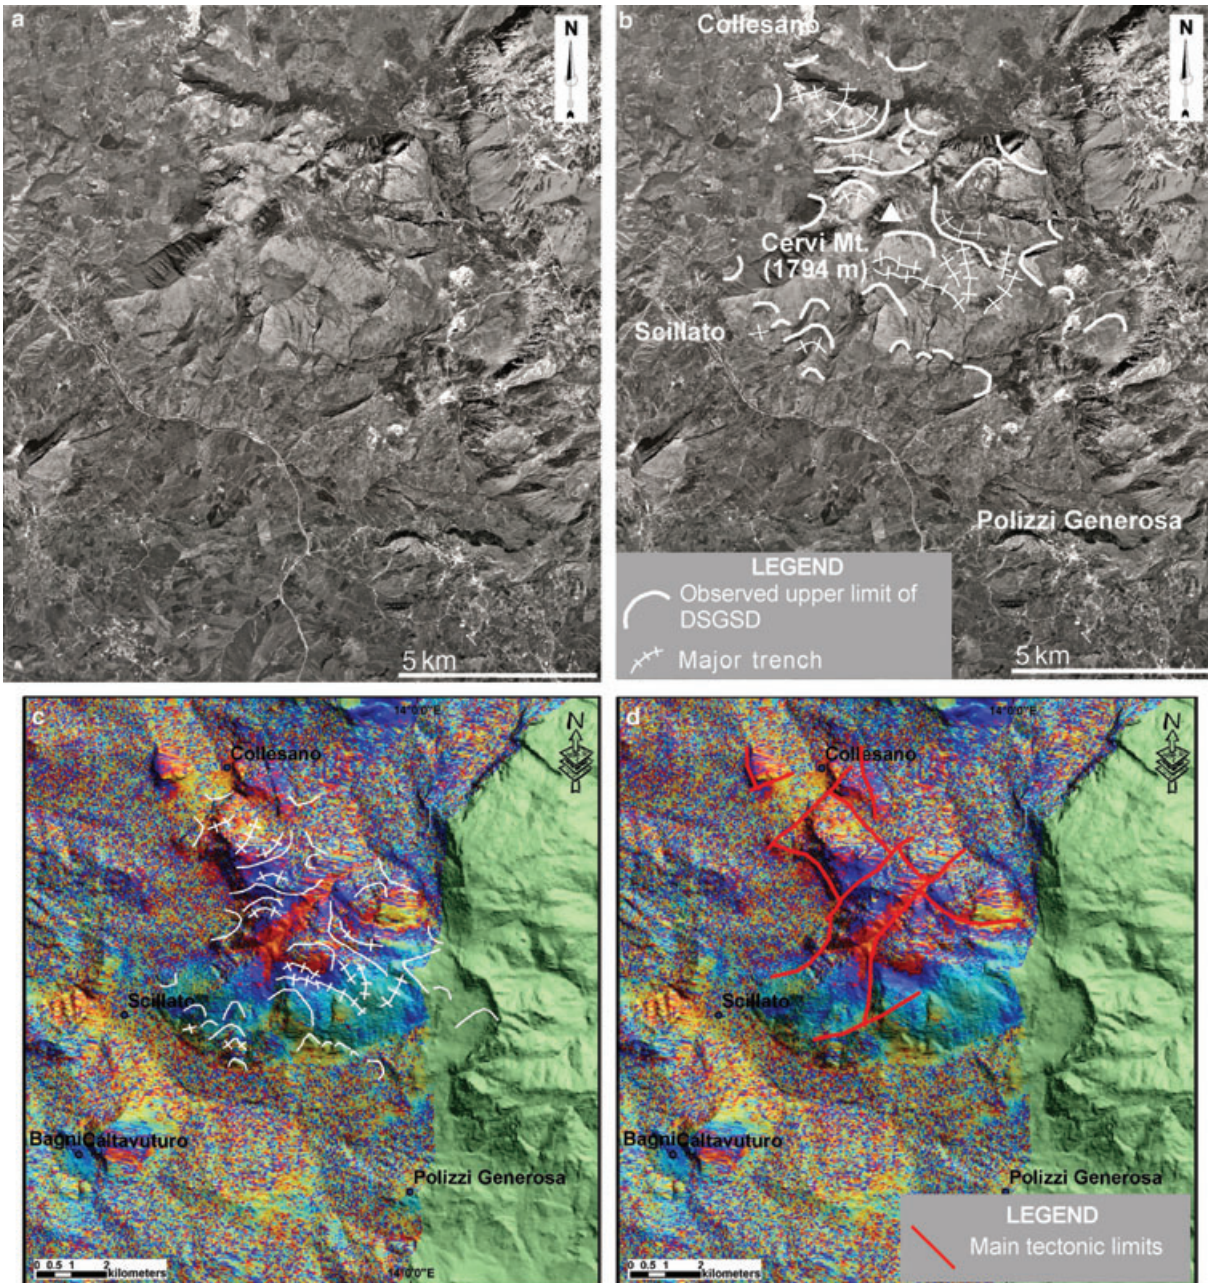 a
N
5 km
b
Collesano
N
Cervi Mt.
(1794 m)
Scillato
Polizzi Generosa
LEGEND
Observed upper limit of
DSGSD
Major trench
5 km
c
14°0'0"E
N
Collesano
Scillato
BagniCaltavuturo
Polizzi Generosa
0 0.5 1 2
kilometers
14°0'0"E
d
14°0'0"E
N
Collesano
Scillato
BagniCaltavuturo
Polizzi Generosa
LEGEND
Main tectonic limits
0 0.5 1 2
kilometers